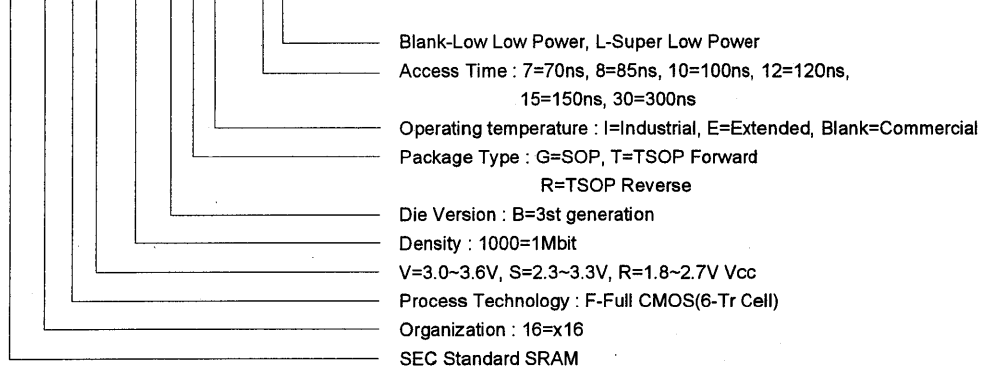 Blank-Low Low Power, L-Super Low Power
Access Time : 7=70ns, 8=85ns, 10=100ns, 12=120ns,
15=150ns, 30=300ns
Operating temperature : I=Industrial, E=Extended, Blank=Commercial
Package Type : G=SOP, T=TSOP Forward
R=TSOP Reverse
Die Version : B=3st generation
Density : 1000=1Mbit
V=3.0~3.6V, S=2.3~3.3V, R=1.8~2.7V Vcc
Process Technology : F-Full CMOS(6-Tr Cell)
Organization : 16=x16
SEC Standard SRAM